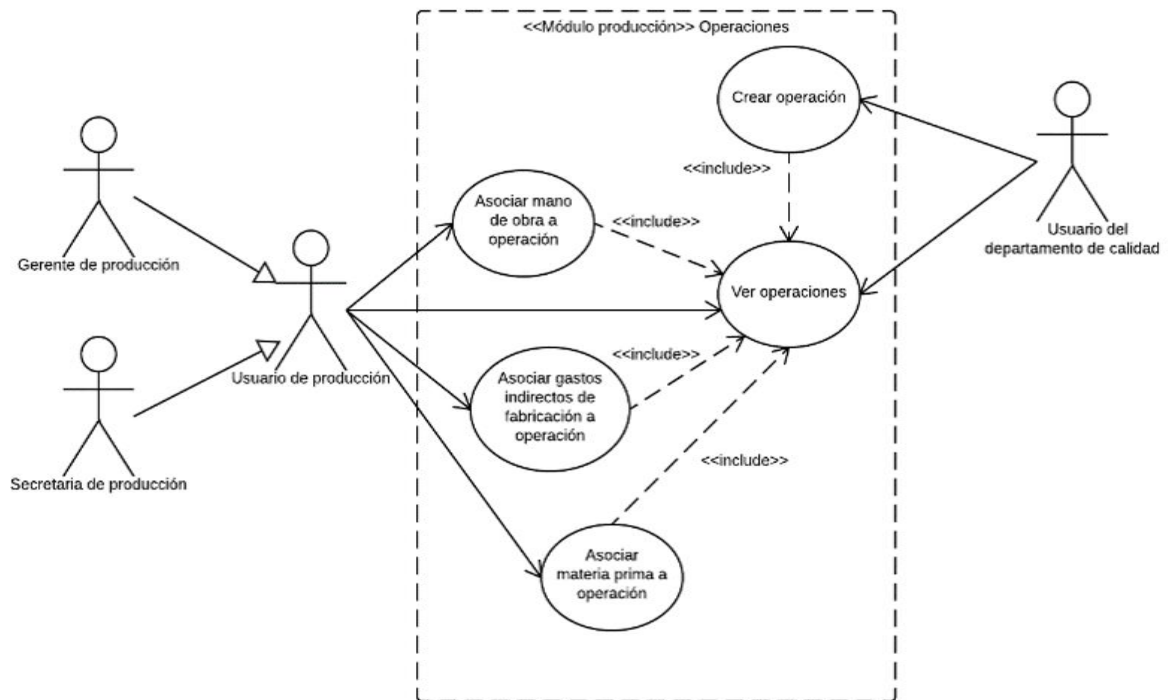 <<Módulo producción>> Operaciones
Crear operación
<<include>>
Asociar mano
de obra a
operación
<<include>>
Usuario del
departamento de calidad
Gerente de producción
Ver operaciones
<<include>>
Usuario de producción
Asociar gastos
indirectos de
fabricación a
operación
<<include>>
Secretaria de producción
Asociar
materia prima a
operación